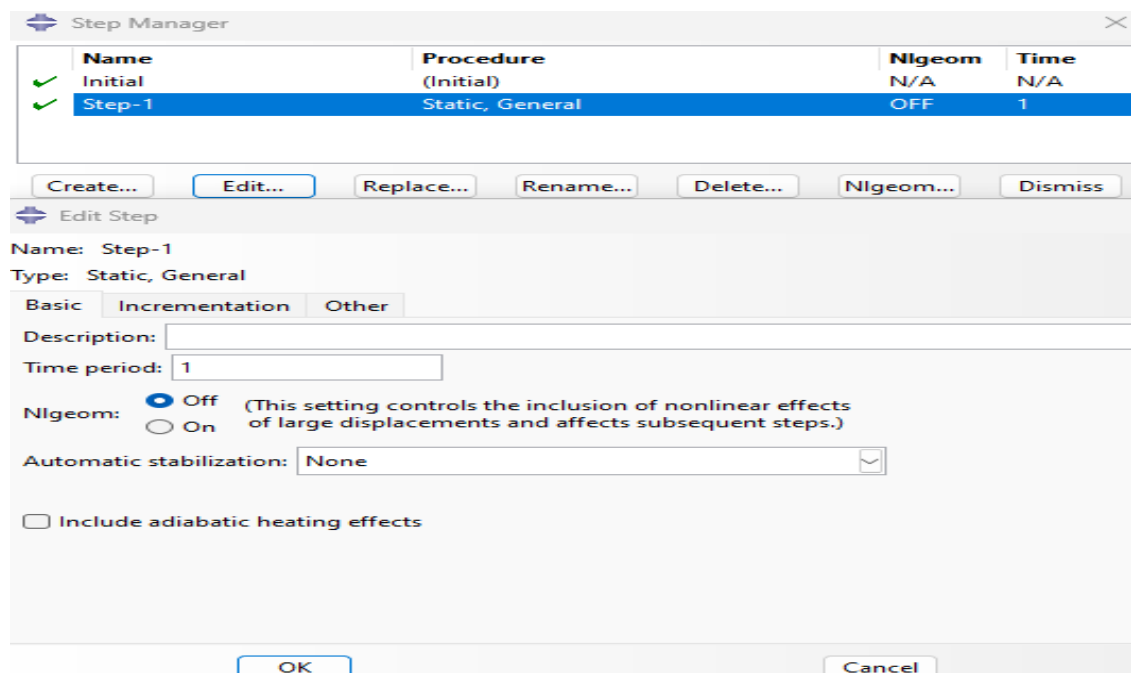 Step Manager
Name Procedure Nlgeom Time
Initial (Initial) N/A N/A
Step-1 Static, General OFF 1
Create... Edit... Replace... Rename... Delete... Nlgeom... Dismiss
Edit Step
Name: Step-1
Type: Static, General
Basic Incrementation Other
Description:
Time period: 1
Nlgeom: Off (This setting controls the inclusion of nonlinear effects
On of large displacements and affects subsequent steps.)
Automatic stabilization: None
Include adiabatic heating effects
OK Cancel